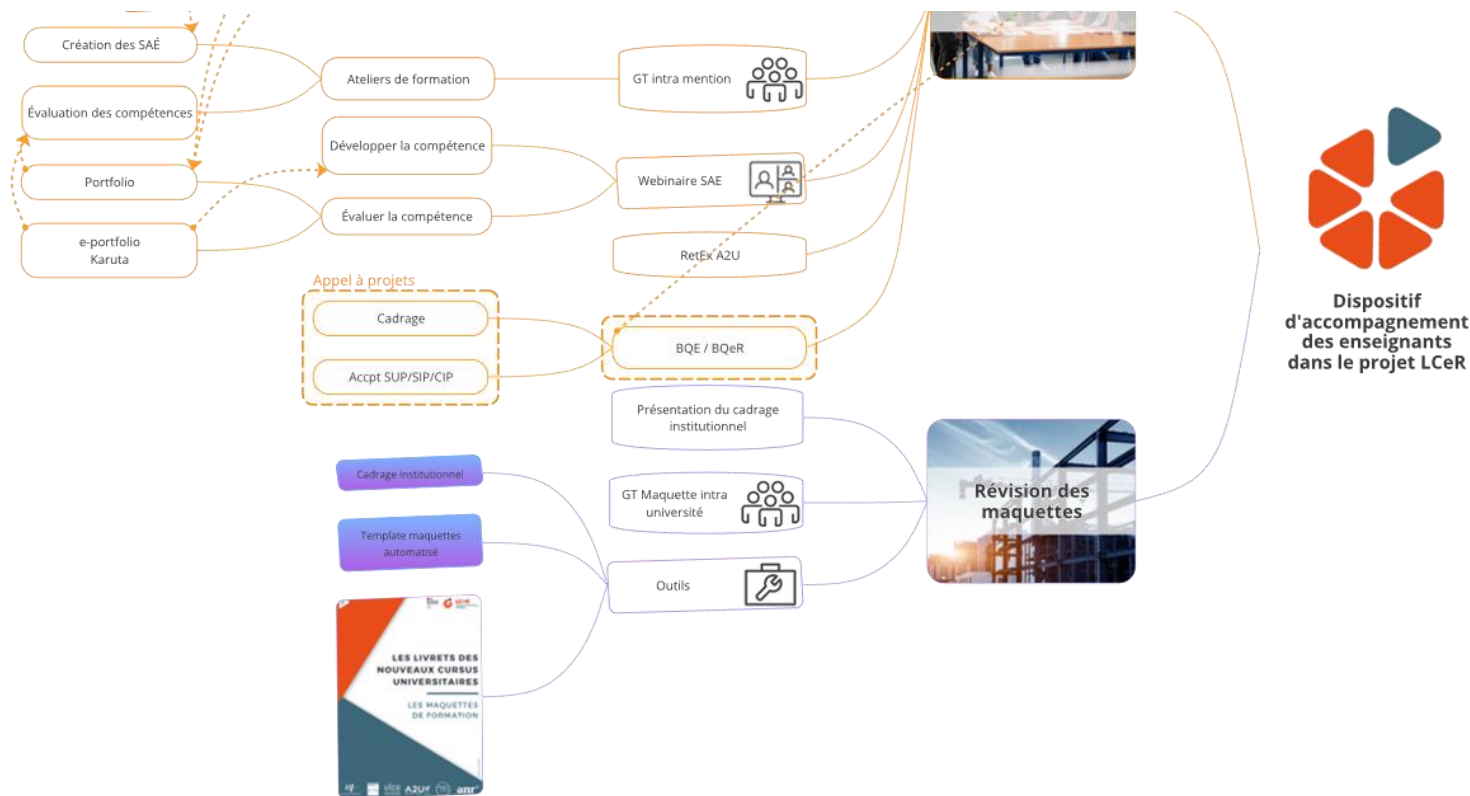 Création des SAÉ
Ateliers de formation
GT intra mention
Évaluation des compétences
Développer la compétence
Portfolio
Webinaire SAE
Évaluer la compétence
e-portfolio
Karuta
RetEx A2U
Appel à projets
Cadrage
BQE / BQeR
Accpt SUP/SIP/CIP
Présentation du cadrage
institutionnel
Cadrage institutionnel
GT Maquette intra
université
Template maquettes
automatisé
Outils
Révision des
maquettes
Dispositif
d'accompagnement
des enseignants
dans le projet LCeR
LES LIVRETS DES
NOUVEAUX CURSUS
UNIVERSITAIRES
LES MAQUETTES
DE FORMATION
A2U
anr